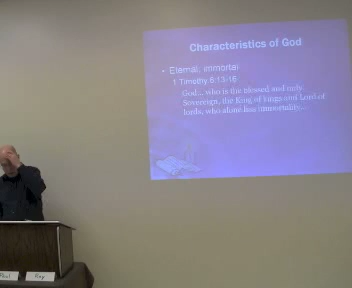 Characteristics of God
• Eternal, immortal
1 Timothy 6:13-16
God... who is the blessed and only
Sovereign, the King of kings and Lord of
lords, who alone has immortality...
Paul
Ray